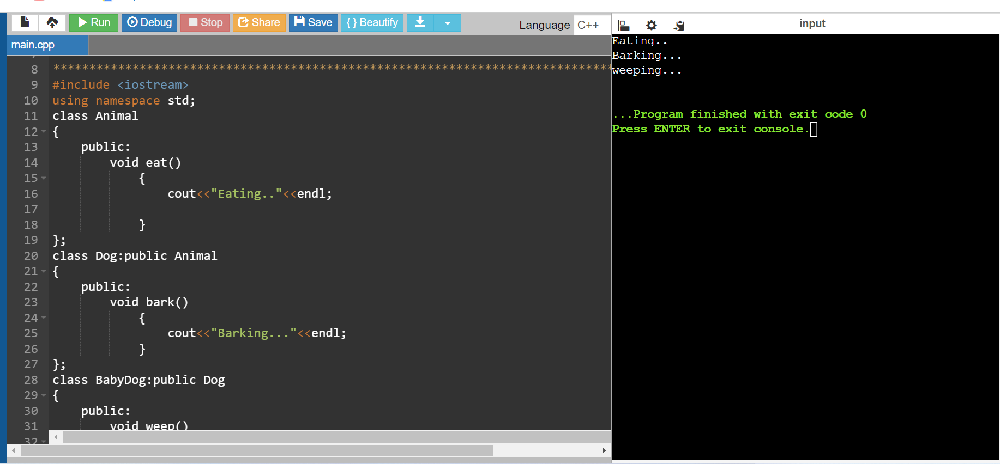 Run Debug Stop Share Save { } Beautify Language C++
main.cpp
8 ******************************************************************************
9 #include <iostream>
10 using namespace std;
11 class Animal
12 {
13 public:
14 void eat()
15 {
16 cout<<"Eating.."<<endl;
17
18 }
19 };
20 class Dog:public Animal
21 {
22 public:
23 void bark()
24 {
25 cout<<"Barking..."<<endl;
26 }
27 };
28 class BabyDog:public Dog
29 {
30 public:
31 void weep()
32
input
Eating..
Barking...
weeping...
...Program finished with exit code 0
Press ENTER to exit console.